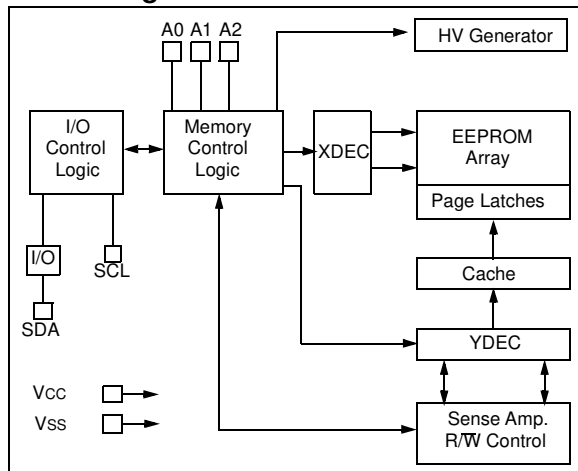 A0 A1 A2
HV Generator
I/O
Control
Logic
Memory
Control
Logic
XDEC
EEPROM
Array
Page Latches
I/O
SCL
SDA
Cache
YDEC
VCC
VSS
Sense Amp.
R/W̅ Control